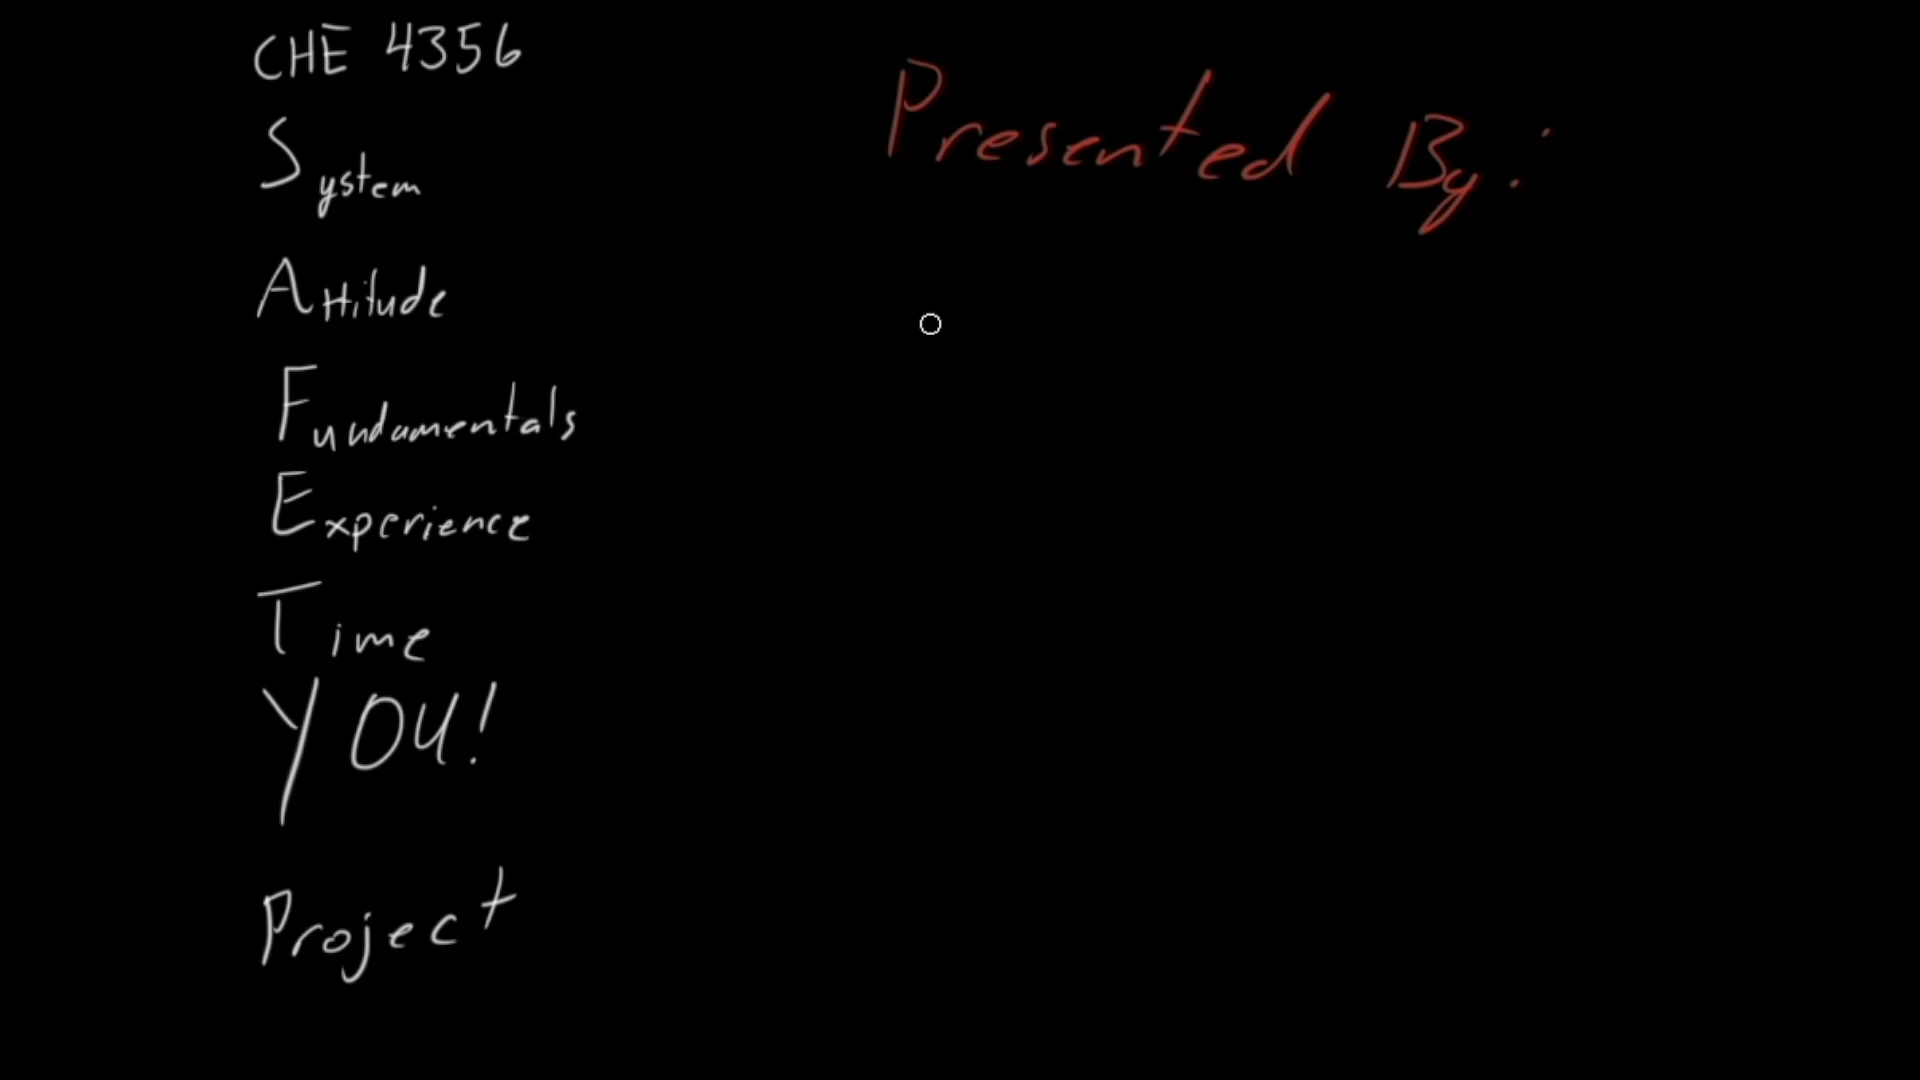 CHE 4356
System
Attitude
Fundamentals
Experience
Time
YOU!
Project
Presented By: